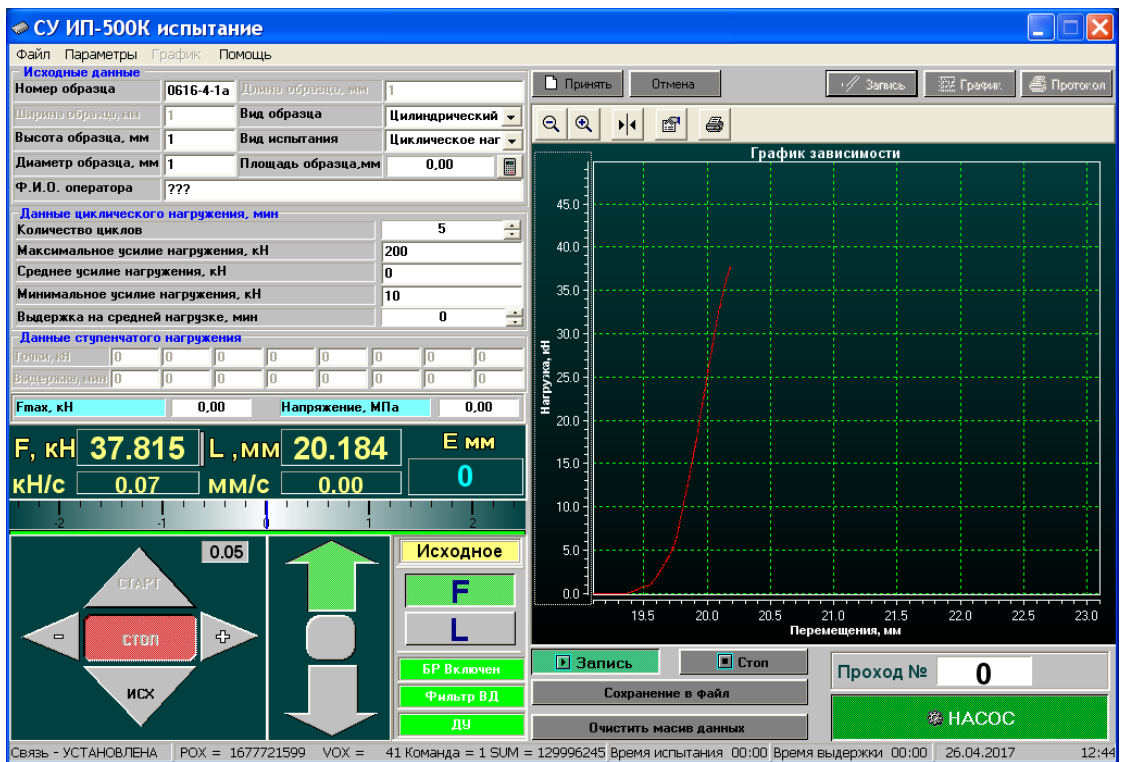 СУ ИП-500К испытание
Файл Параметры График Помощь
Исходные данные
Номер образца 0616-4-1а Длина образца, мм 1
Ширина образца, мм 1 Вид образца Цилиндрический
Высота образца, мм 1 Вид испытания Циклическое наг
Диаметр образца, мм 1 Площадь образца,мм 0,00
Ф.И.О. оператора ???
Данные циклического нагружения, мин
Количество циклов 5
Максимальное усилие нагружения, кН 200
Среднее усилие нагружения, кН 0
Минимальное усилие нагружения, кН 10
Выдержка на средней нагрузке, мин 0
Данные ступенчатого нагружения
Точки, кН 0 0 0 0 0 0 0 0
Выдержка, мин 0 0 0 0 0 0 0 0
Fmax, кН 0,00 Напряжение, МПа 0,00
F, кН 37.815 L ,мм 20.184 E мм
кН/с 0.07 мм/с 0.00 0
-2 -1 0 1 2
0.05
СТАРТ
- СТОП +
ИСХ
Исходное
F
L
БР Включен
Фильтр ВД
ДУ
Принять Отмена Запись График Протокол
График зависимости
Нагрузка, кН
45.0
40.0
35.0
30.0
25.0
20.0
15.0
10.0
5.0
0.0
19.5 20.0 20.5 21.0 21.5 22.0 22.5 23.0
Перемещения, мм
Запись Стоп
Сохранение в файл
Очистить масив данных
Проход № 0
НАСОС
Связь - УСТАНОВЛЕНА POX = 1677721599 VOX = 41 Команда = 1 SUM = 129996245 Время испытания 00:00 Время выдержки 00:00 26.04.2017 12:44